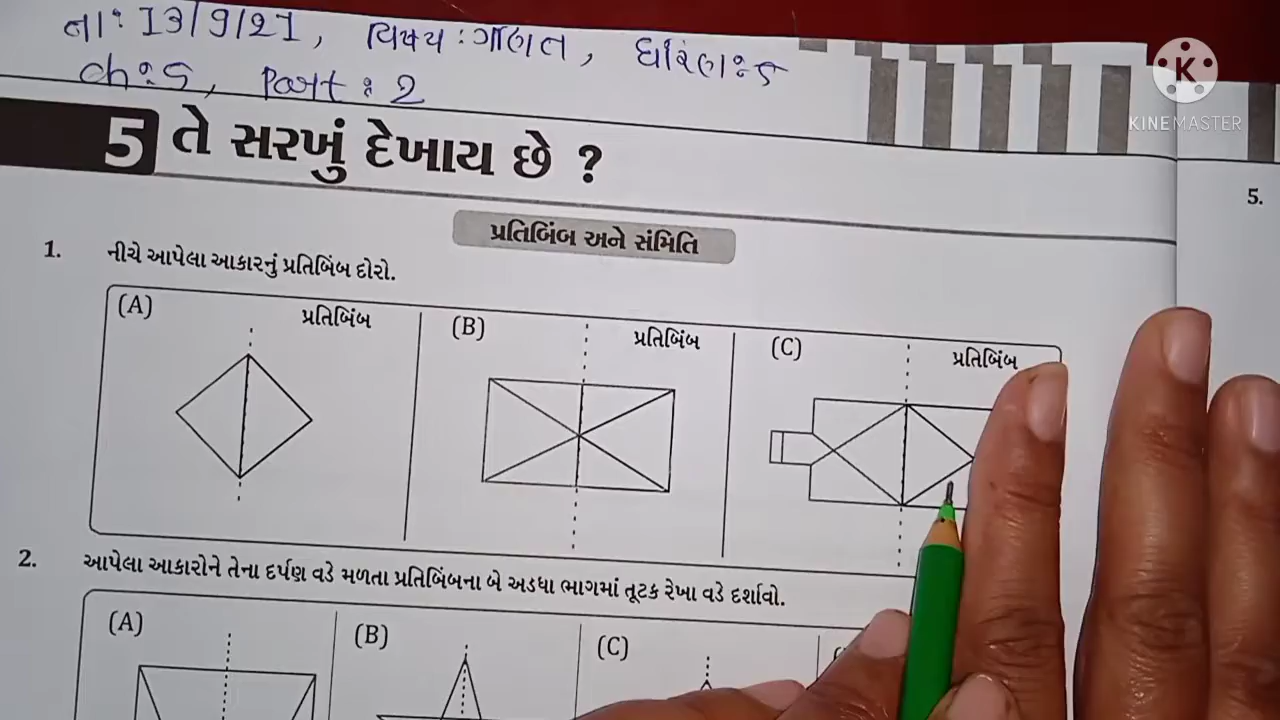 તા: 13/9/21, વિષય : ગણિત, ધોરણ: 5
Ch: 5, Part : 2
KINEMASTER
5 તે સરખું દેખાય છે ?
5.
પ્રતિબિંબ અને સંમિતિ
1. નીચે આપેલા આકારનું પ્રતિબિંબ દોરો.
(A) પ્રતિબિંબ (B) પ્રતિબિંબ (C) પ્રતિબિંબ
2. આપેલા આકારોને તેના દર્પણ વડે મળતા પ્રતિબિંબના બે અડધા ભાગમાં તૂટક રેખા વડે દર્શાવો.
(A) (B) (C)